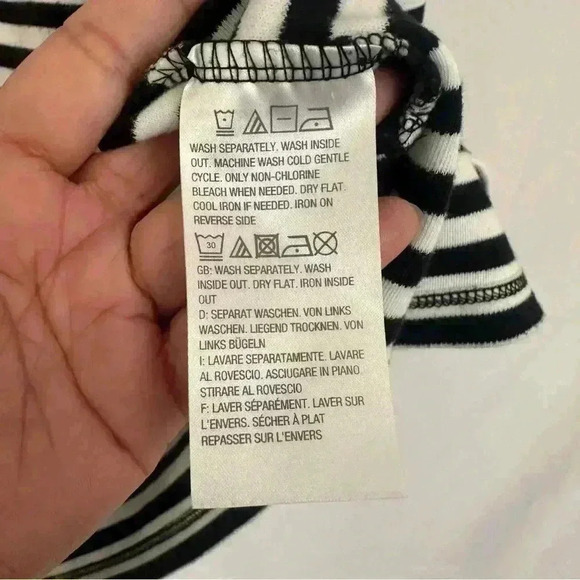 WASH SEPARATELY. WASH INSIDE
OUT. MACHINE WASH COLD GENTLE
CYCLE. ONLY NON-CHLORINE
BLEACH WHEN NEEDED. DRY FLAT.
COOL IRON IF NEEDED. IRON ON
REVERSE SIDE
30
GB: WASH SEPARATELY. WASH
INSIDE OUT. DRY FLAT. IRON INSIDE
OUT
D: SEPARAT WASCHEN. VON LINKS
WASCHEN. LIEGEND TROCKNEN. VON
LINKS BÜGELN
I: LAVARE SEPARATAMENTE. LAVARE
AL ROVESCIO. ASCIUGARE IN PIANO.
STIRARE AL ROVESCIO
F: LAVER SÉPARÉMENT. LAVER SUR
L'ENVERS. SÉCHER À PLAT
REPASSER SUR L'ENVERS